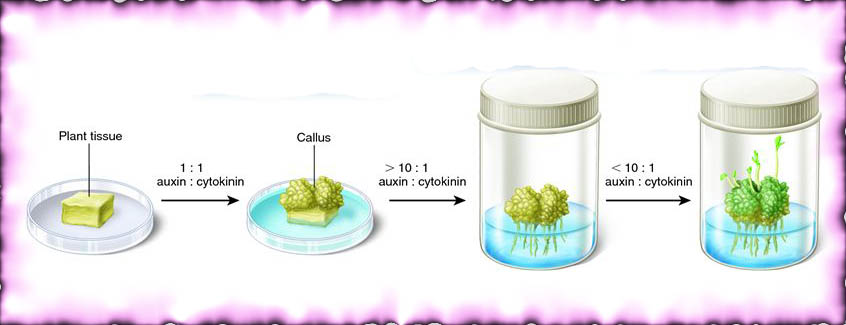 Plant tissue
1 : 1
auxin : cytokinin
Callus
> 10 : 1
auxin : cytokinin
< 10 : 1
auxin : cytokinin